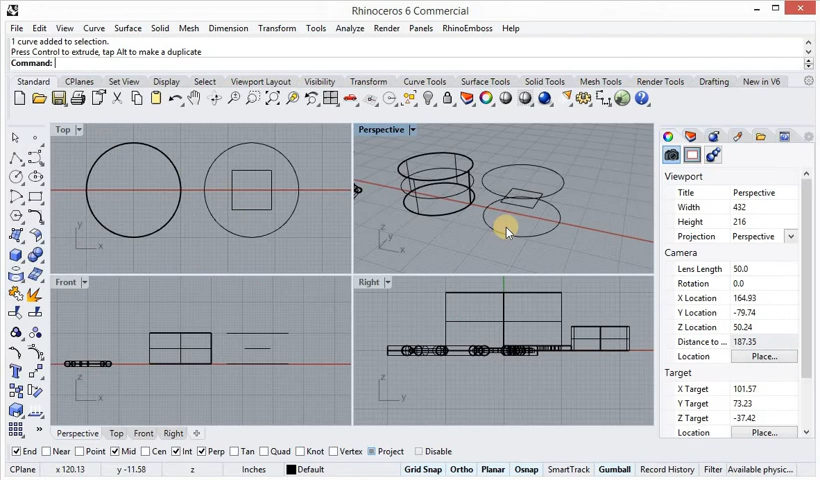 Rhinoceros 6 Commercial
File Edit View Curve Surface Solid Mesh Dimension Transform Tools Analyze Render Panels RhinoEmboss Help
1 curve added to selection.
Press Control to extrude, tap Alt to make a duplicate
Command:
Standard CPlanes Set View Display Select Viewport Layout Visibility Transform Curve Tools Surface Tools Solid Tools Mesh Tools Render Tools Drafting New in V6
Top
Perspective
Front
Right
y
x
z
y
x
z
x
z
y
Viewport
Title Perspective
Width 432
Height 216
Projection Perspective
Camera
Lens Length 50.0
Rotation 0.0
X Location 164.93
Y Location -79.74
Z Location 50.24
Distance to ... 187.35
Location Place...
Target
X Target 101.57
Y Target 73.23
Z Target -37.42
Location Place...
Perspective Top Front Right
End Near Point Mid Cen Int Perp Tan Quad Knot Vertex Project Disable
CPlane x 120.13 y -11.58 z Inches Default Grid Snap Ortho Planar Osnap SmartTrack Gumball Record History Filter Available physic...